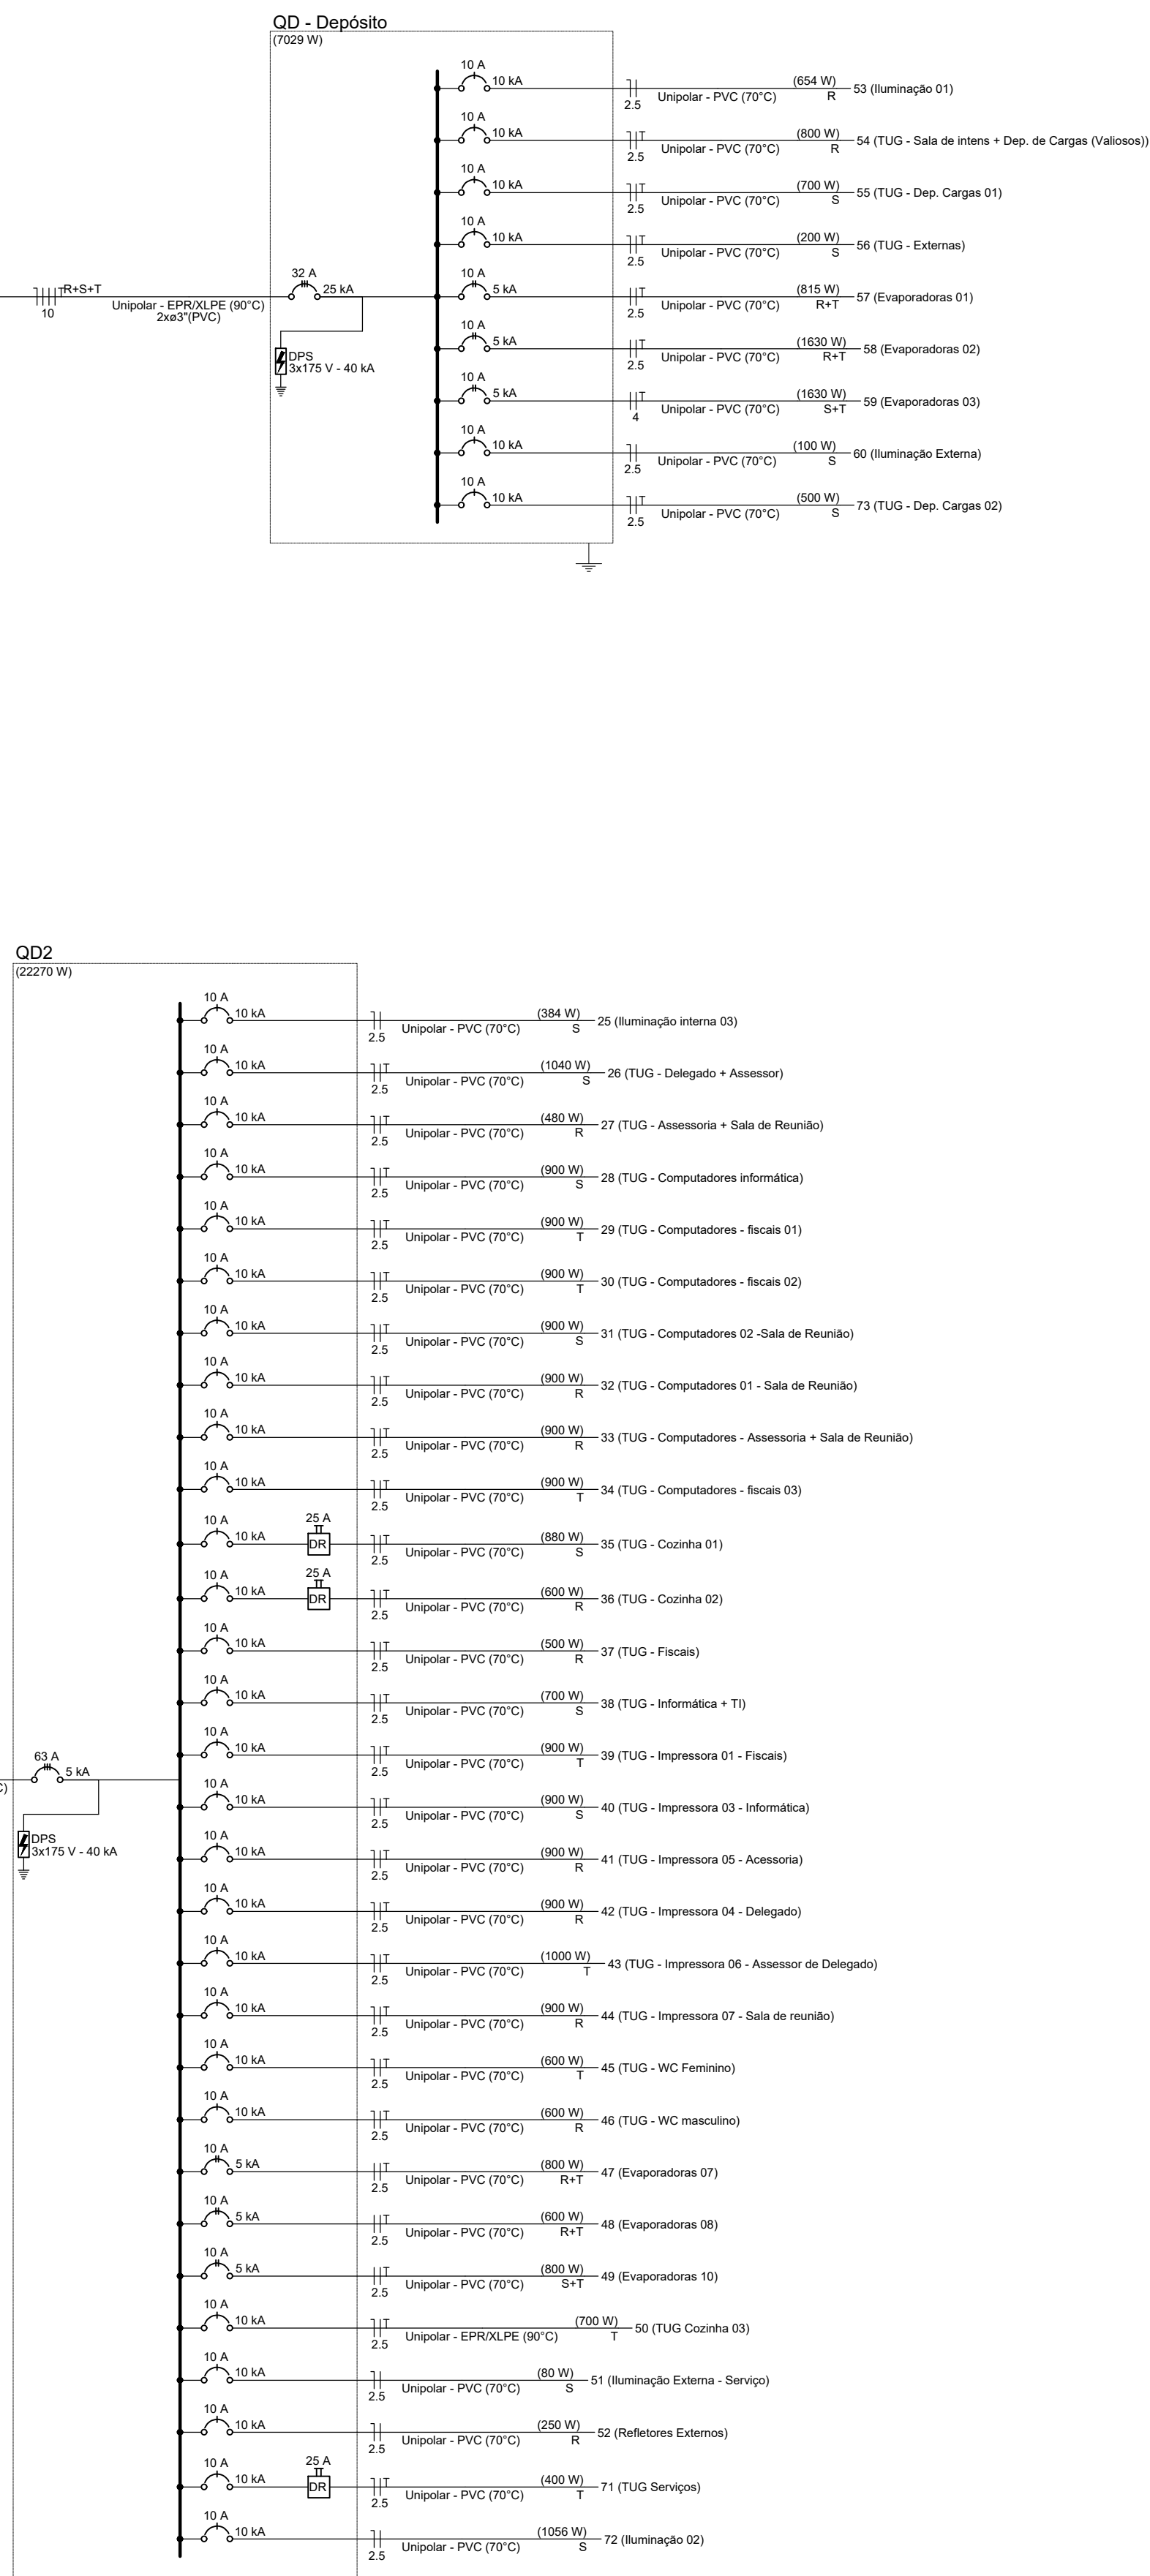 QD - Depósito
(7029 W)
10 A
10 kA
2.5
Unipolar - PVC (70°C)
(654 W)
R
53 (Iluminação 01)
10 A
10 kA
T
2.5
Unipolar - PVC (70°C)
(800 W)
R
54 (TUG - Sala de intens + Dep. de Cargas (Valiosos))
10 A
10 kA
T
2.5
Unipolar - PVC (70°C)
(700 W)
S
55 (TUG - Dep. Cargas 01)
10 A
10 kA
T
2.5
Unipolar - PVC (70°C)
(200 W)
S
56 (TUG - Externas)
T
R+S+T
10
Unipolar - EPR/XLPE (90°C)
2xø3"(PVC)
32 A
25 kA
DPS
3x175 V - 40 kA
10 A
5 kA
T
2.5
Unipolar - PVC (70°C)
(815 W)
R+T
57 (Evaporadoras 01)
10 A
5 kA
T
2.5
Unipolar - PVC (70°C)
(1630 W)
R+T
58 (Evaporadoras 02)
10 A
5 kA
T
4
Unipolar - PVC (70°C)
(1630 W)
S+T
59 (Evaporadoras 03)
10 A
10 kA
2.5
Unipolar - PVC (70°C)
(100 W)
S
60 (Iluminação Externa)
10 A
10 kA
T
2.5
Unipolar - PVC (70°C)
(500 W)
S
73 (TUG - Dep. Cargas 02)
QD2
(22270 W)
10 A
10 kA
2.5
Unipolar - PVC (70°C)
(384 W)
S
25 (Iluminação interna 03)
10 A
10 kA
T
2.5
Unipolar - PVC (70°C)
(1040 W)
S
26 (TUG - Delegado + Assessor)
10 A
10 kA
T
2.5
Unipolar - PVC (70°C)
(480 W)
R
27 (TUG - Assessoria + Sala de Reunião)
10 A
10 kA
T
2.5
Unipolar - PVC (70°C)
(900 W)
S
28 (TUG - Computadores informática)
10 A
10 kA
T
2.5
Unipolar - PVC (70°C)
(900 W)
T
29 (TUG - Computadores - fiscais 01)
10 A
10 kA
T
2.5
Unipolar - PVC (70°C)
(900 W)
T
30 (TUG - Computadores - fiscais 02)
10 A
10 kA
T
2.5
Unipolar - PVC (70°C)
(900 W)
S
31 (TUG - Computadores 02 -Sala de Reunião)
10 A
10 kA
T
2.5
Unipolar - PVC (70°C)
(900 W)
R
32 (TUG - Computadores 01 - Sala de Reunião)
10 A
10 kA
T
2.5
Unipolar - PVC (70°C)
(900 W)
R
33 (TUG - Computadores - Assessoria + Sala de Reunião)
10 A
10 kA
T
2.5
Unipolar - PVC (70°C)
(900 W)
T
34 (TUG - Computadores - fiscais 03)
10 A
10 kA
25 A
DR
T
2.5
Unipolar - PVC (70°C)
(880 W)
S
35 (TUG - Cozinha 01)
10 A
10 kA
25 A
DR
T
2.5
Unipolar - PVC (70°C)
(600 W)
R
36 (TUG - Cozinha 02)
10 A
10 kA
T
2.5
Unipolar - PVC (70°C)
(500 W)
R
37 (TUG - Fiscais)
10 A
10 kA
T
2.5
Unipolar - PVC (70°C)
(700 W)
S
38 (TUG - Informática + TI)
10 A
10 kA
T
2.5
Unipolar - PVC (70°C)
(900 W)
T
39 (TUG - Impressora 01 - Fiscais)
C)
63 A
5 kA
DPS
3x175 V - 40 kA
10 A
10 kA
T
2.5
Unipolar - PVC (70°C)
(900 W)
S
40 (TUG - Impressora 03 - Informática)
10 A
10 kA
T
2.5
Unipolar - PVC (70°C)
(900 W)
R
41 (TUG - Impressora 05 - Acessoria)
10 A
10 kA
T
2.5
Unipolar - PVC (70°C)
(900 W)
R
42 (TUG - Impressora 04 - Delegado)
10 A
10 kA
T
2.5
Unipolar - PVC (70°C)
(1000 W)
T
43 (TUG - Impressora 06 - Assessor de Delegado)
10 A
10 kA
T
2.5
Unipolar - PVC (70°C)
(900 W)
R
44 (TUG - Impressora 07 - Sala de reunião)
10 A
10 kA
T
2.5
Unipolar - PVC (70°C)
(600 W)
T
45 (TUG - WC Feminino)
10 A
10 kA
T
2.5
Unipolar - PVC (70°C)
(600 W)
R
46 (TUG - WC masculino)
10 A
5 kA
T
2.5
Unipolar - PVC (70°C)
(800 W)
R+T
47 (Evaporadoras 07)
10 A
5 kA
T
2.5
Unipolar - PVC (70°C)
(600 W)
R+T
48 (Evaporadoras 08)
10 A
5 kA
T
2.5
Unipolar - PVC (70°C)
(800 W)
S+T
49 (Evaporadoras 10)
10 A
10 kA
T
2.5
Unipolar - EPR/XLPE (90°C)
(700 W)
T
50 (TUG Cozinha 03)
10 A
10 kA
2.5
Unipolar - PVC (70°C)
(80 W)
S
51 (Iluminação Externa - Serviço)
10 A
10 kA
2.5
Unipolar - PVC (70°C)
(250 W)
R
52 (Refletores Externos)
10 A
10 kA
25 A
DR
T
2.5
Unipolar - PVC (70°C)
(400 W)
T
71 (TUG Serviços)
10 A
10 kA
2.5
Unipolar - PVC (70°C)
(1056 W)
S
72 (Iluminação 02)